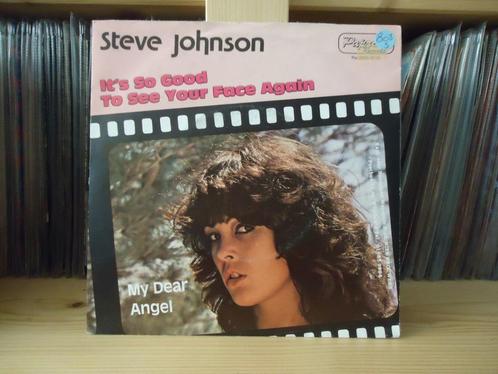 Steve Johnson
It's So Good
To See Your Face Again
My Dear
Angel